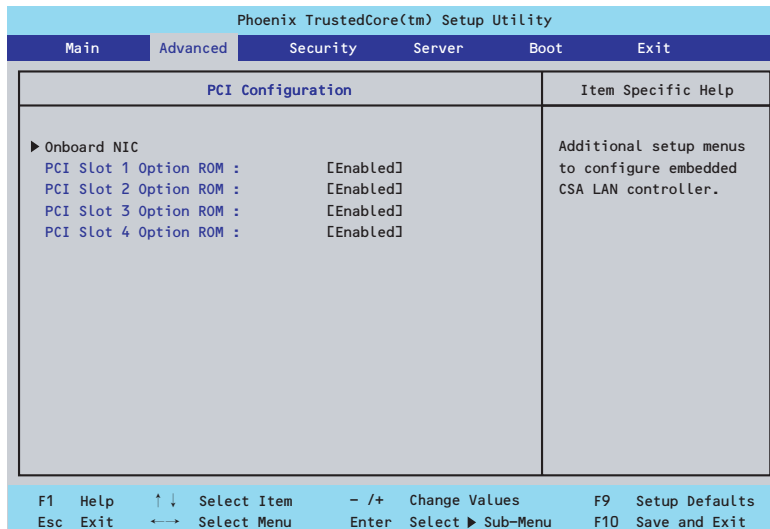 Phoenix TrustedCore(tm) Setup Utility
Main Advanced Security Server Boot Exit
PCI Configuration
Item Specific Help
▶ Onboard NIC
PCI Slot 1 Option ROM : [Enabled]
PCI Slot 2 Option ROM : [Enabled]
PCI Slot 3 Option ROM : [Enabled]
PCI Slot 4 Option ROM : [Enabled]
Additional setup menus
to configure embedded
CSA LAN controller.
F1 Help ↑↓ Select Item - /+ Change Values F9 Setup Defaults
Esc Exit ←→ Select Menu Enter Select ▶ Sub-Menu F10 Save and Exit